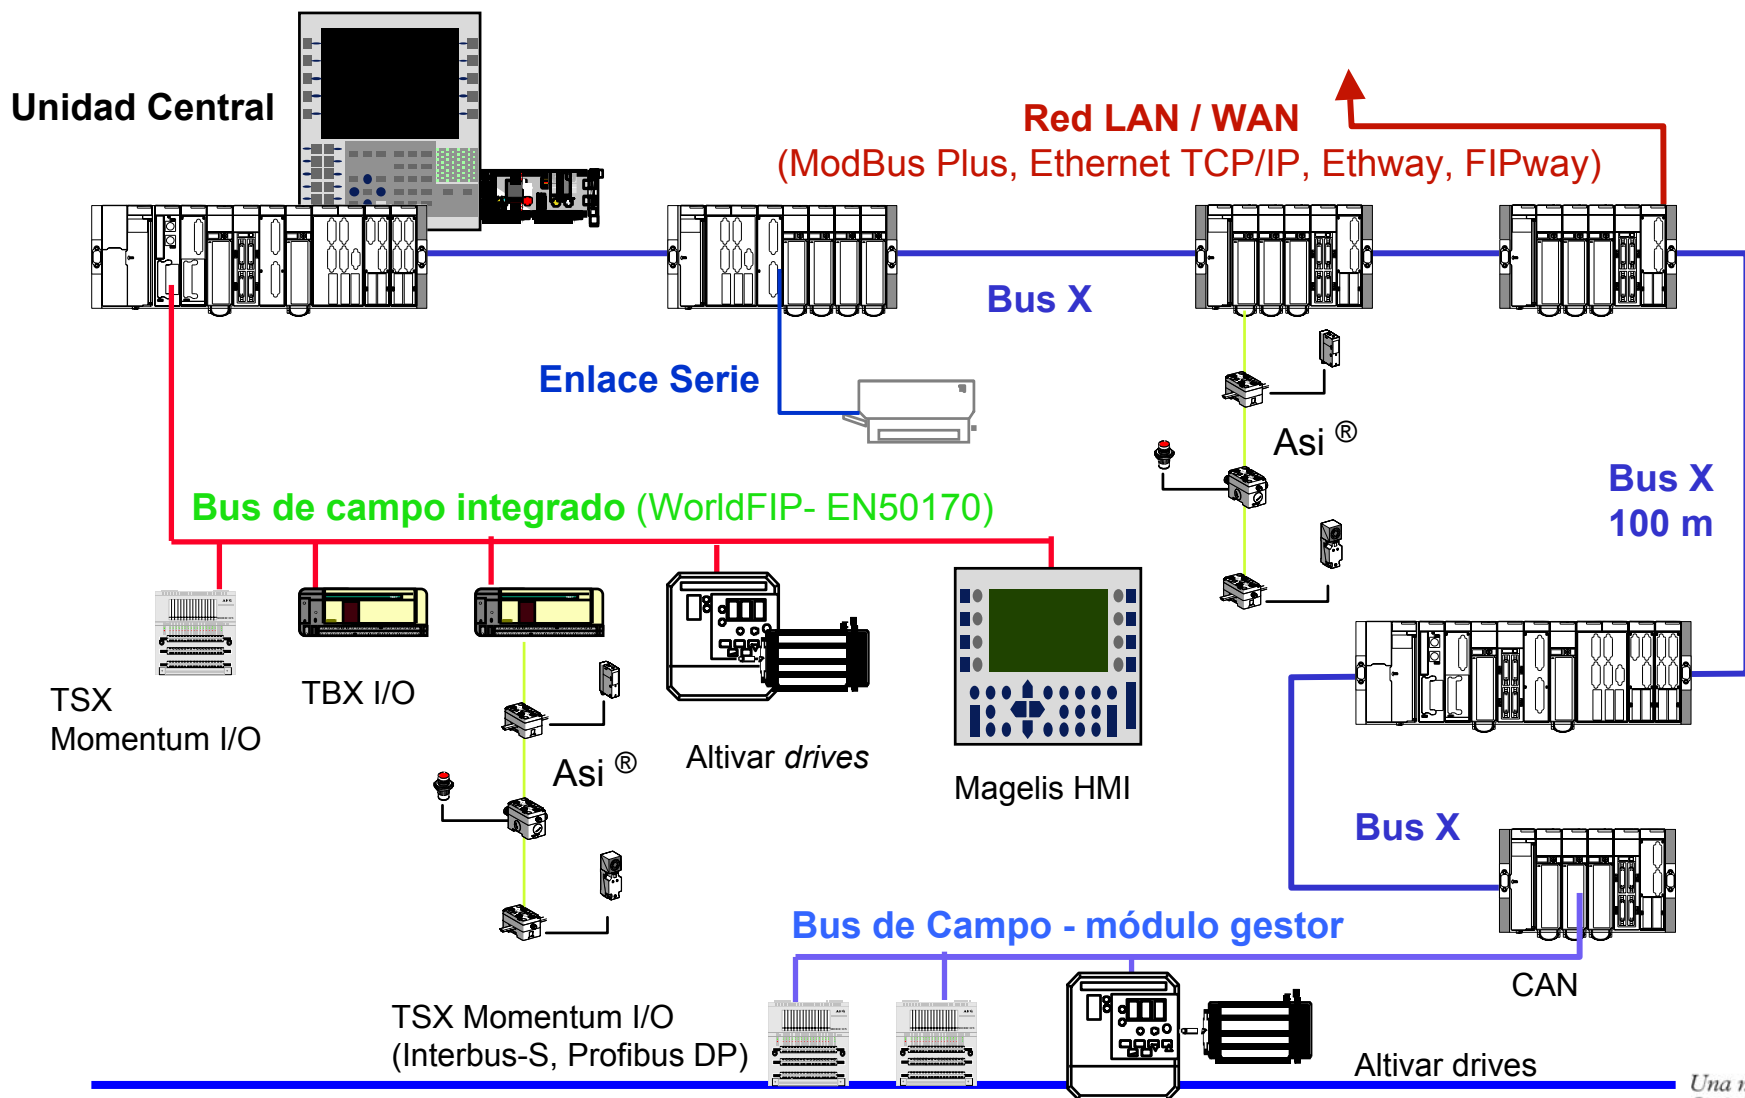 Unidad Central
Red LAN / WAN
(ModBus Plus, Ethernet TCP/IP, Ethway, FIPway)
Bus X
Enlace Serie
Asi ®
Bus X
100 m
Bus de campo integrado (WorldFIP- EN50170)
TSX
Momentum I/O
TBX I/O
Asi ®
Altivar drives
Magelis HMI
Bus X
Bus de Campo - módulo gestor
CAN
TSX Momentum I/O
(Interbus-S, Profibus DP)
Altivar drives
Una